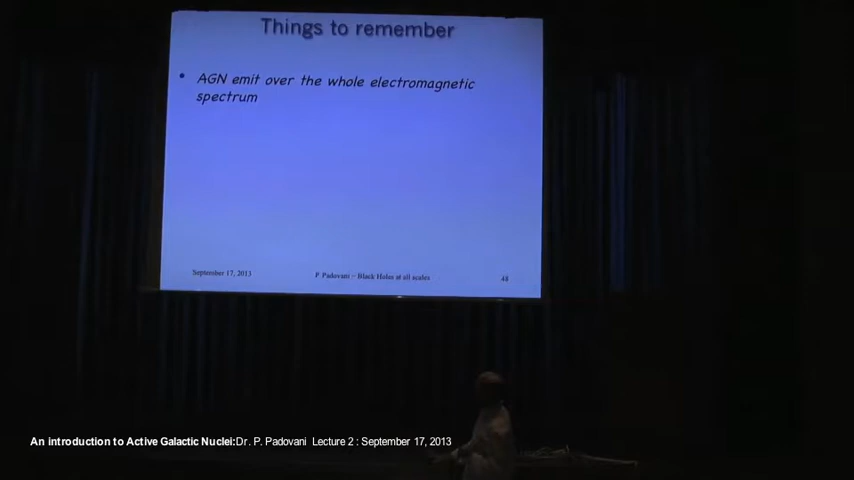 Things to remember
• AGN emit over the whole electromagnetic
spectrum
September 17, 2013
P. Padovani – Black Holes at all scales
48
An introduction to Active Galactic Nuclei:Dr. P. Padovani Lecture 2 : September 17, 2013